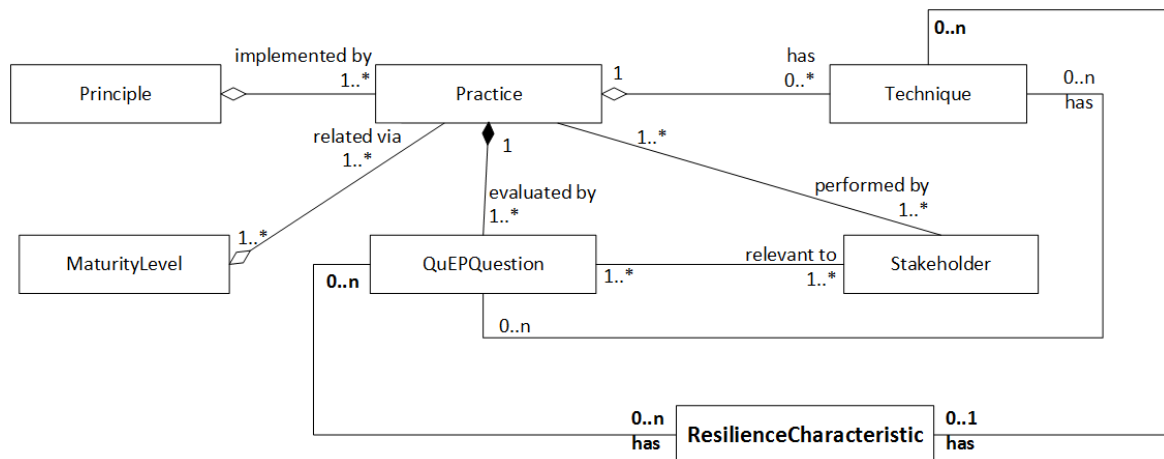 0..n
implemented by
1..*
1
has
0..*
0..n
has
Principle
Practice
Technique
related via
1..*
1
1..*
evaluated by
1..*
performed by
1..*
1..*
MaturityLevel
QuEPQuestion
relevant to
Stakeholder
0..n
1..*
1..*
0..n
0..n
has
ResilienceCharacteristic
0..1
has